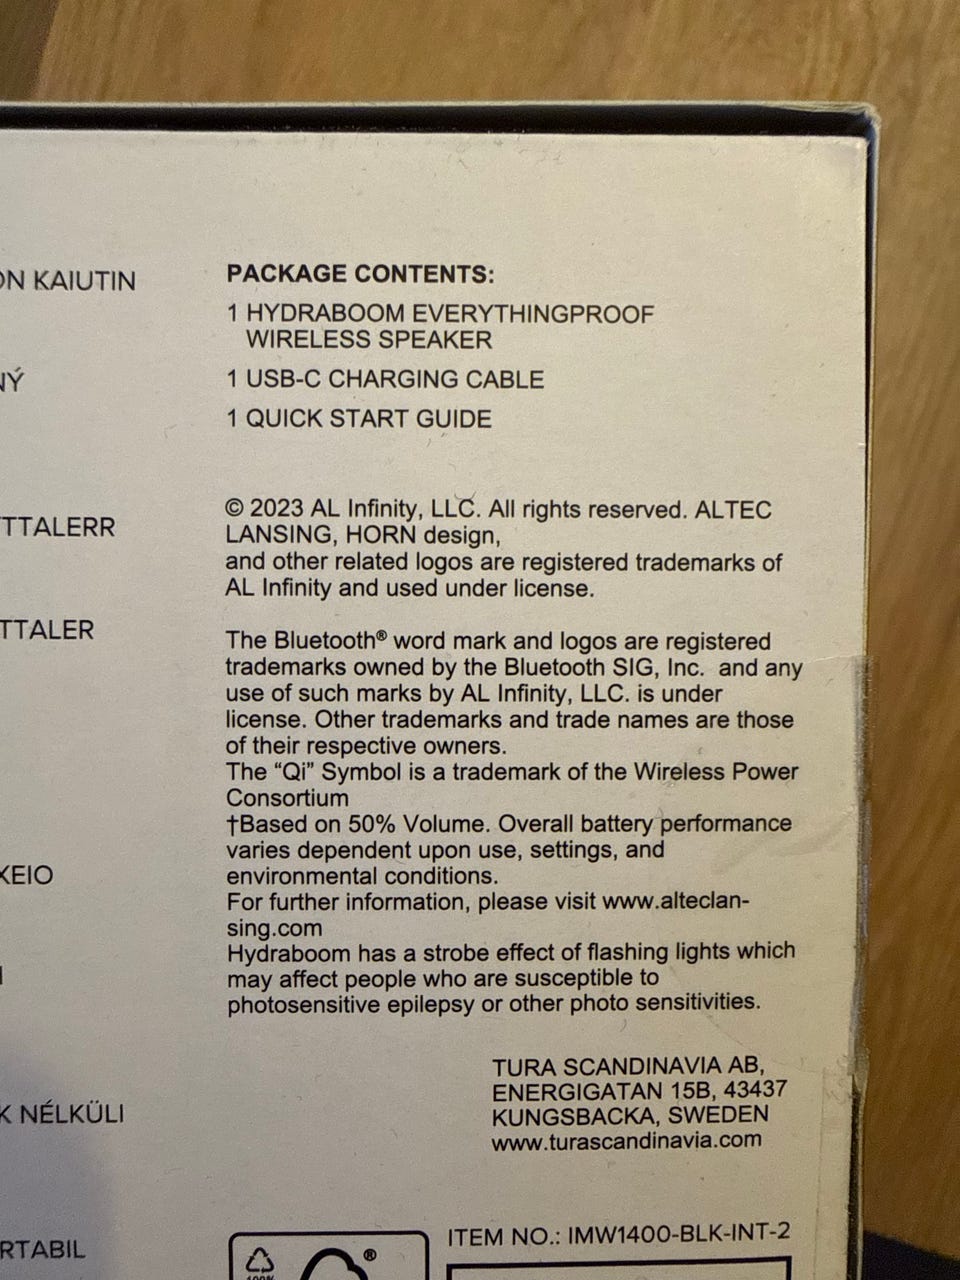 ON KAIUTIN
NÝ
TTALERR
TTALER
ΧΕΙΟ
K NÉLKÜLI
RTABIL
PACKAGE CONTENTS:
1 HYDRABOOM EVERYTHINGPROOF
WIRELESS SPEAKER
1 USB-C CHARGING CABLE
1 QUICK START GUIDE
© 2023 AL Infinity, LLC. All rights reserved. ALTEC
LANSING, HORN design,
and other related logos are registered trademarks of
AL Infinity and used under license.
The Bluetooth® word mark and logos are registered
trademarks owned by the Bluetooth SIG, Inc. and any
use of such marks by AL Infinity, LLC. is under
license. Other trademarks and trade names are those
of their respective owners.
The “Qi” Symbol is a trademark of the Wireless Power
Consortium
†Based on 50% Volume. Overall battery performance
varies dependent upon use, settings, and
environmental conditions.
For further information, please visit www.alteclan-
sing.com
Hydraboom has a strobe effect of flashing lights which
may affect people who are susceptible to
photosensitive epilepsy or other photo sensitivities.
TURA SCANDINAVIA AB,
ENERGIGATAN 15B, 43437
KUNGSBACKA, SWEDEN
www.turascandinavia.com
ITEM NO.: IMW1400-BLK-INT-2
®
100%